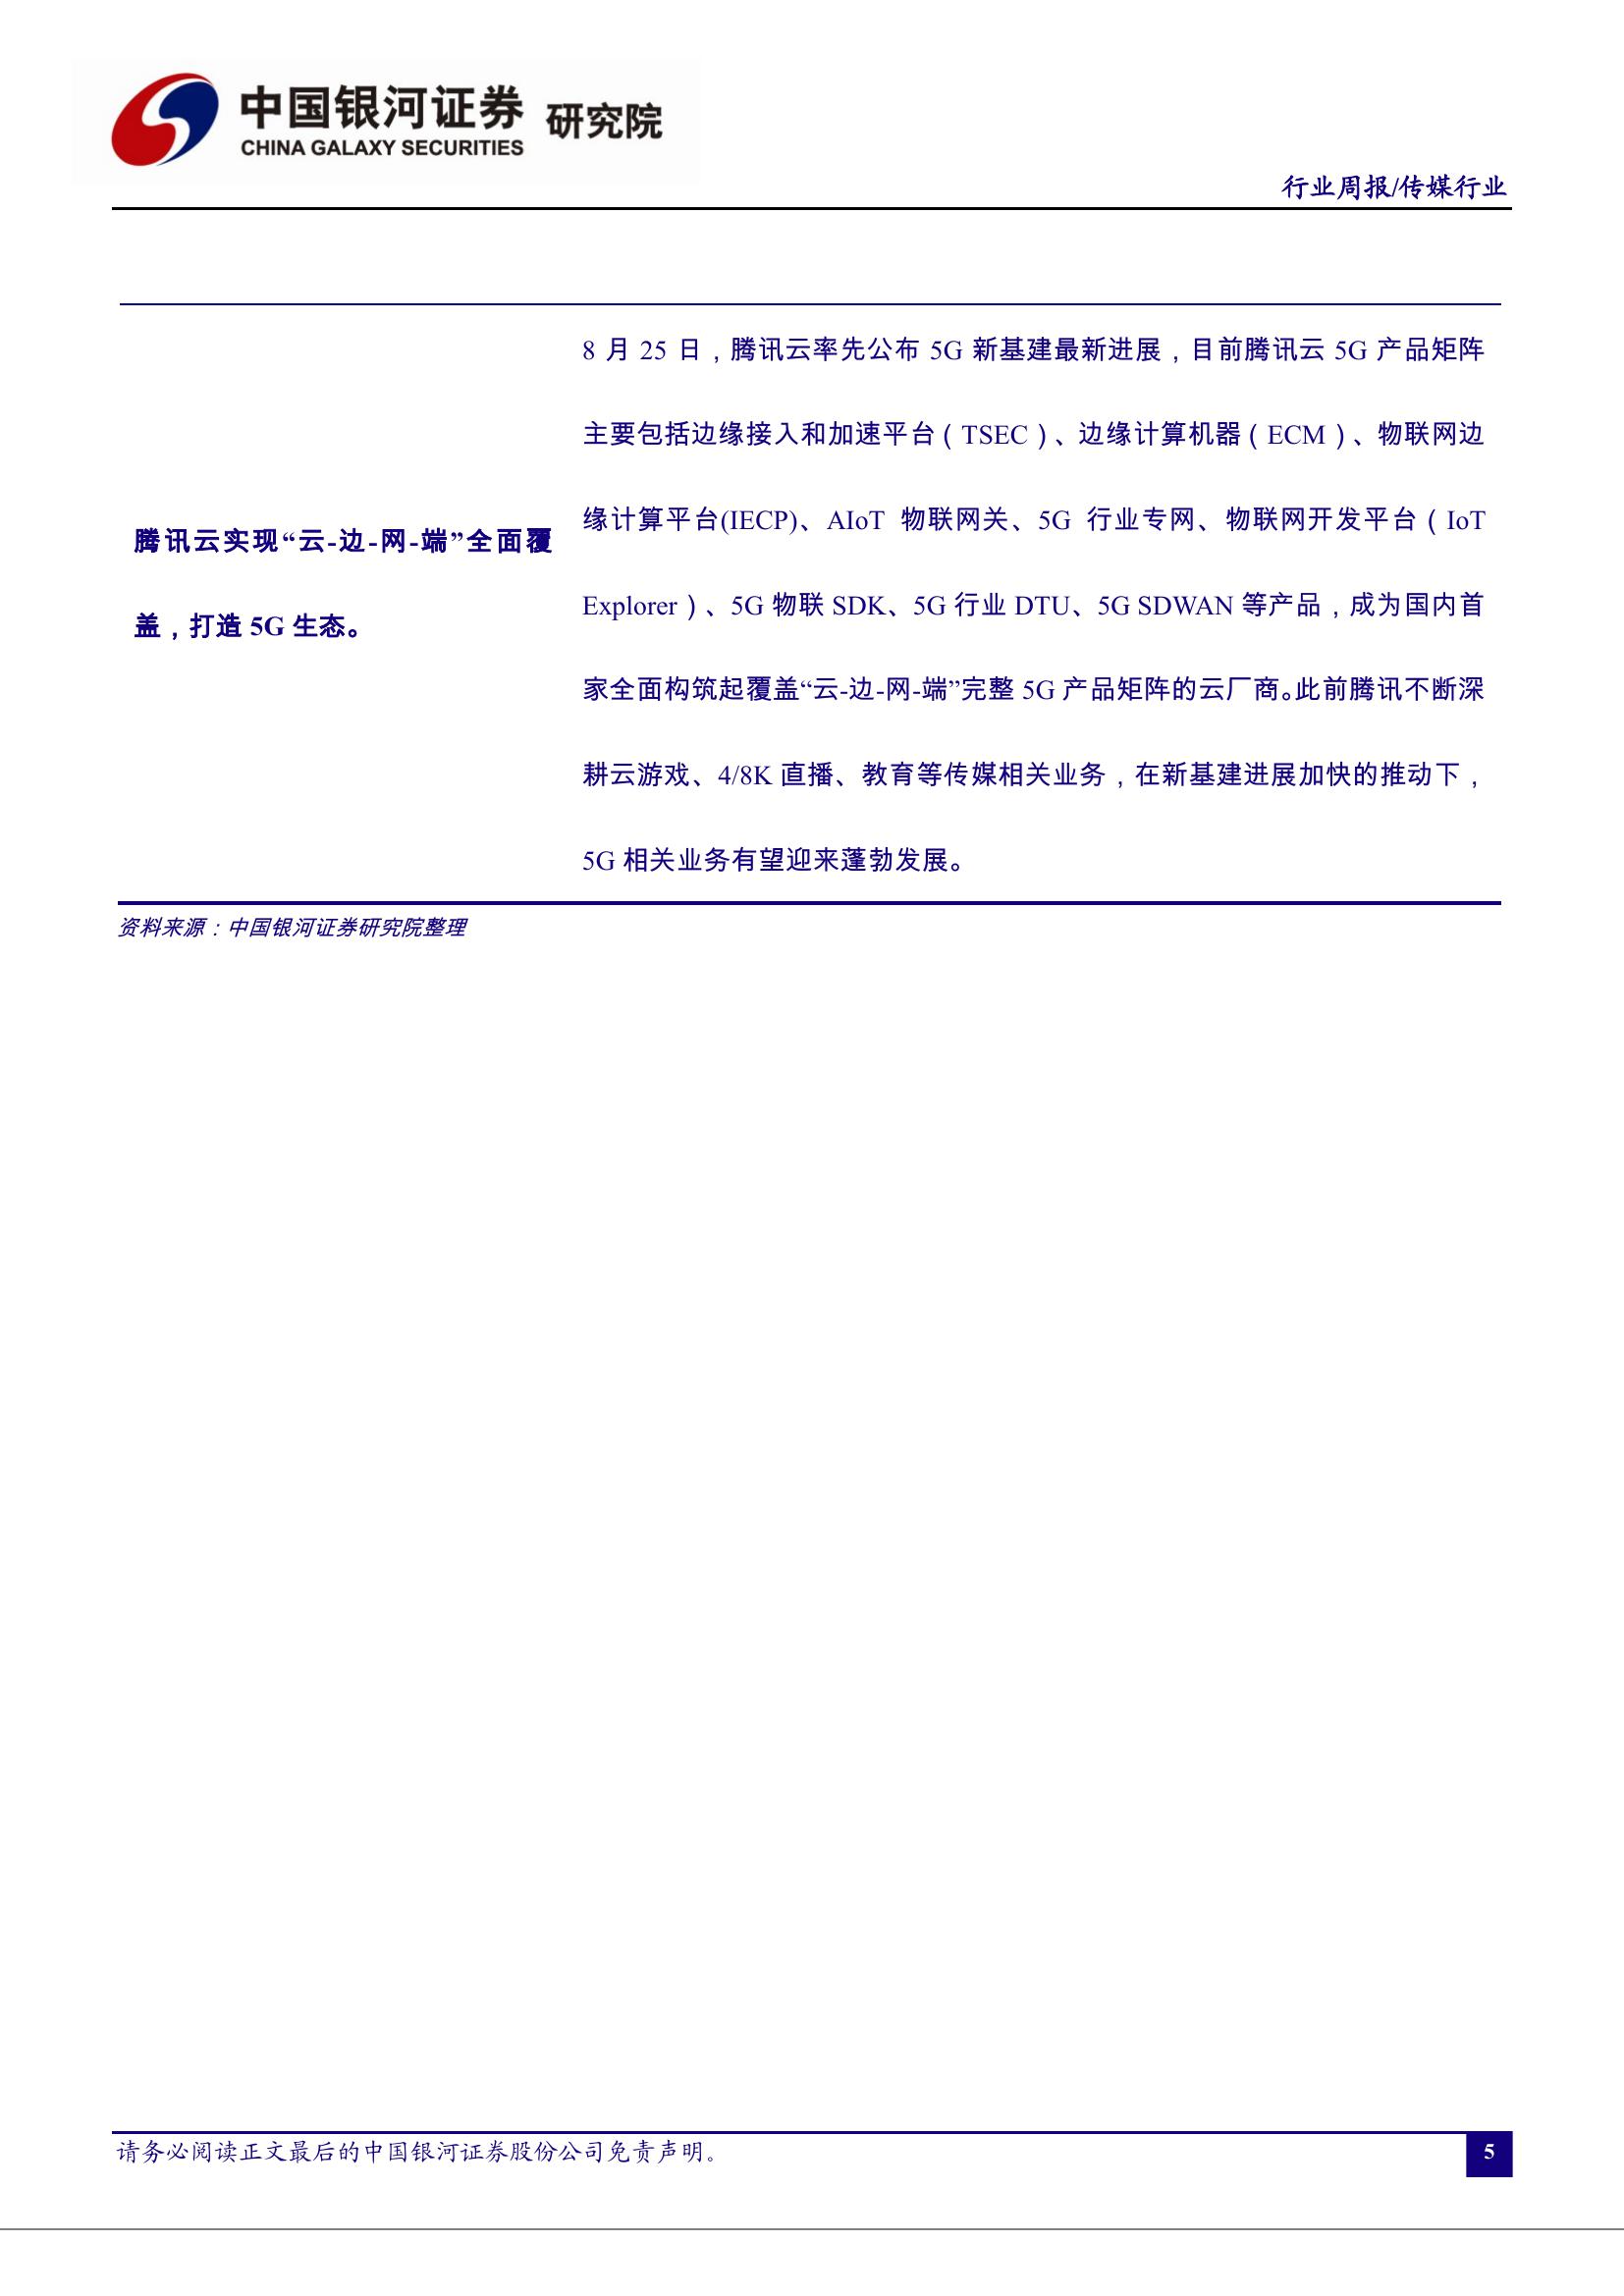 中国银河证券 研究院
CHINA GALAXY SECURITIES
行业周报/传媒行业
腾讯云实现“云-边-网-端”全面覆
盖，打造 5G 生态。
8 月 25 日，腾讯云率先公布 5G 新基建最新进展，目前腾讯云 5G 产品矩阵
主要包括边缘接入和加速平台（TSEC）、边缘计算机器（ECM）、物联网边
缘计算平台(IECP)、AIoT 物联网关、5G 行业专网、物联网开发平台（IoT
Explorer）、5G 物联 SDK、5G 行业 DTU、5G SDWAN 等产品，成为国内首
家全面构筑起覆盖“云-边-网-端”完整 5G 产品矩阵的云厂商。此前腾讯不断深
耕云游戏、4/8K 直播、教育等传媒相关业务，在新基建进展加快的推动下，
5G 相关业务有望迎来蓬勃发展。
资料来源：中国银河证券研究院整理
请务必阅读正文最后的中国银河证券股份公司免责声明。
5